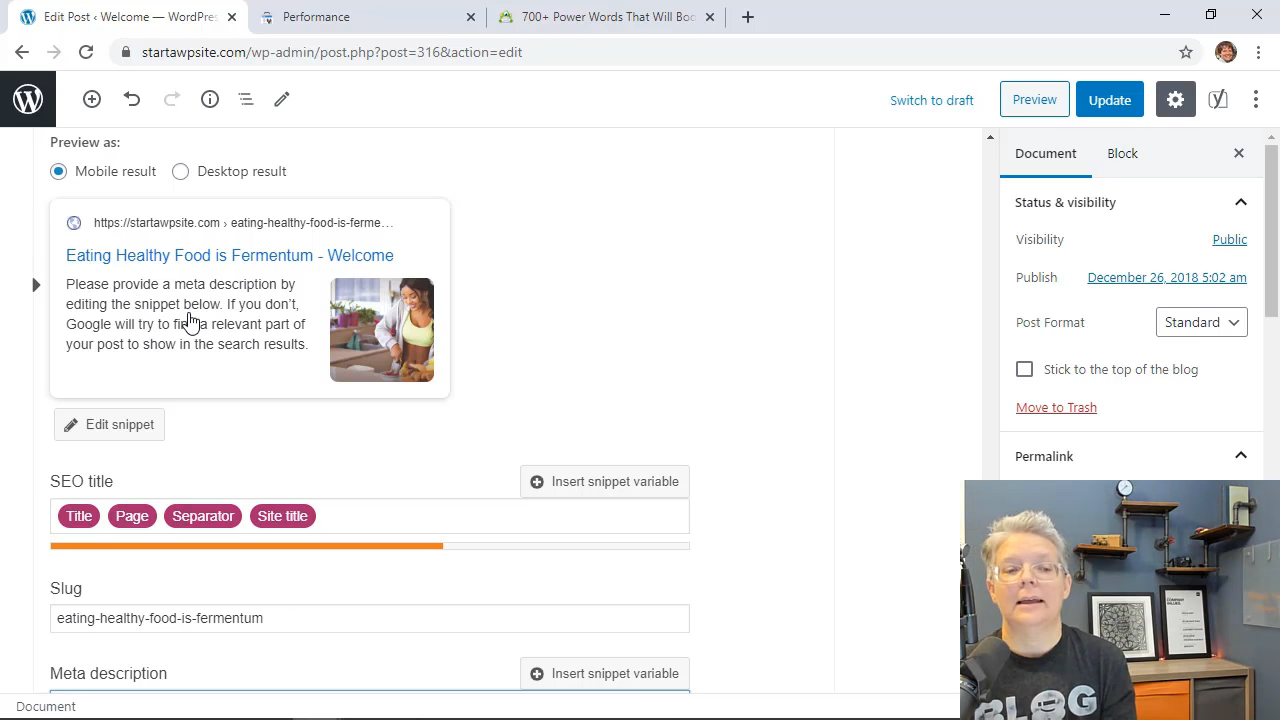 Edit Post ‹ Welcome — WordPres
Performance
700+ Power Words That Will Boo
startawpsite.com/wp-admin/post.php?post=316&action=edit
Switch to draft
Preview
Update
Preview as:
Mobile result
Desktop result
https://startawpsite.com › eating-healthy-food-is-ferme…
Eating Healthy Food is Fermentum - Welcome
Please provide a meta description by
editing the snippet below. If you don't,
Google will try to find a relevant part of
your post to show in the search results.
Edit snippet
SEO title
Insert snippet variable
Title
Page
Separator
Site title
Slug
eating-healthy-food-is-fermentum
Meta description
Insert snippet variable
Document
Document
Block
Status & visibility
Visibility
Public
Publish
December 26, 2018 5:02 am
Post Format
Standard
Stick to the top of the blog
Move to Trash
Permalink
COMPANY
VALUES
BLOG